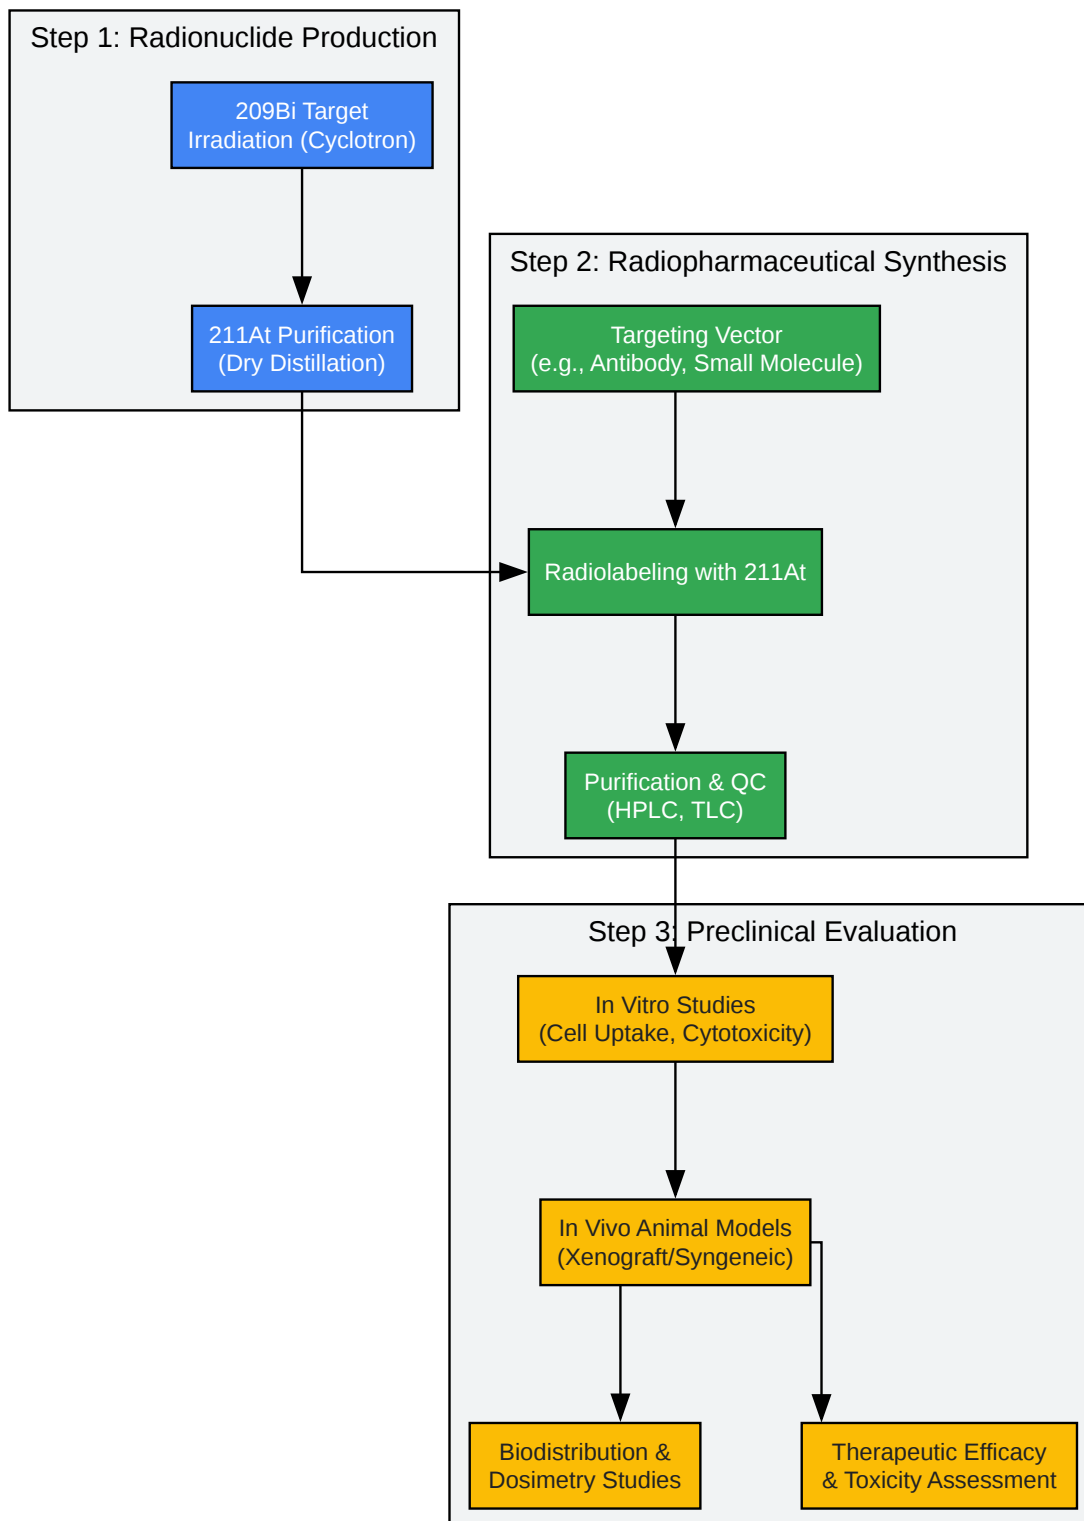 Step 1: Radionuclide Production
209Bi Target
Irradiation (Cyclotron)
211At Purification
(Dry Distillation)
Step 2: Radiopharmaceutical Synthesis
Targeting Vector
(e.g., Antibody, Small Molecule)
Radiolabeling with 211At
Purification & QC
(HPLC, TLC)
Step 3: Preclinical Evaluation
In Vitro Studies
(Cell Uptake, Cytotoxicity)
In Vivo Animal Models
(Xenograft/Syngeneic)
Biodistribution &
Dosimetry Studies
Therapeutic Efficacy
& Toxicity Assessment